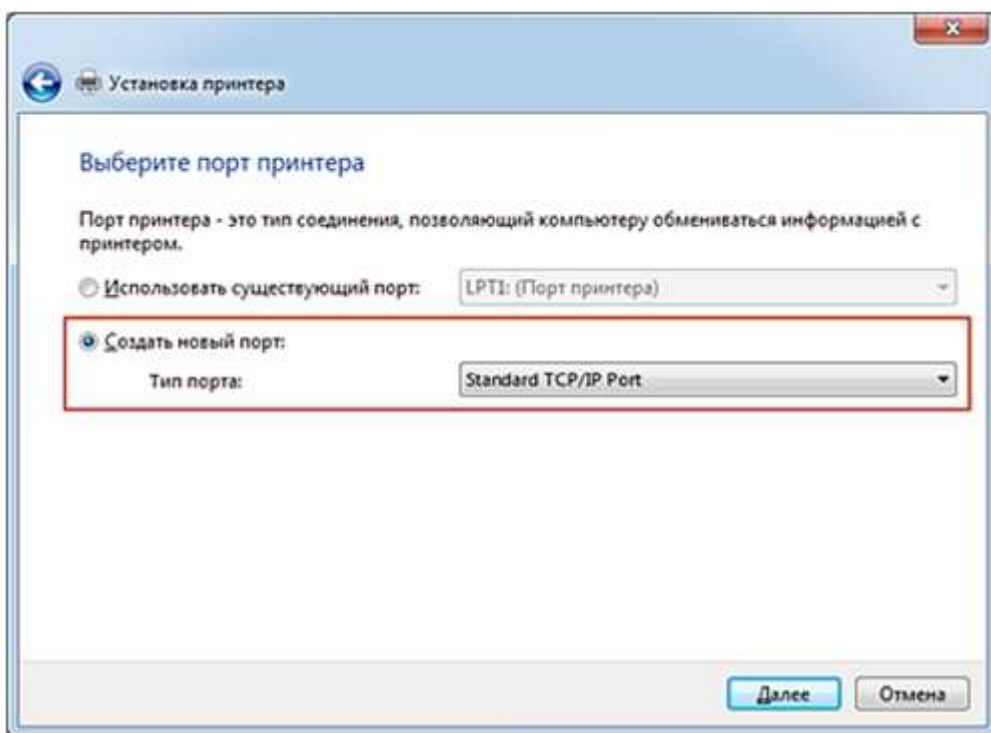 Установка принтера
Выберите порт принтера
Порт принтера - это тип соединения, позволяющий компьютеру обмениваться информацией с
принтером.
Использовать существующий порт: LPT1: (Порт принтера)
Создать новый порт:
Тип порта: Standard TCP/IP Port
Далее Отмена